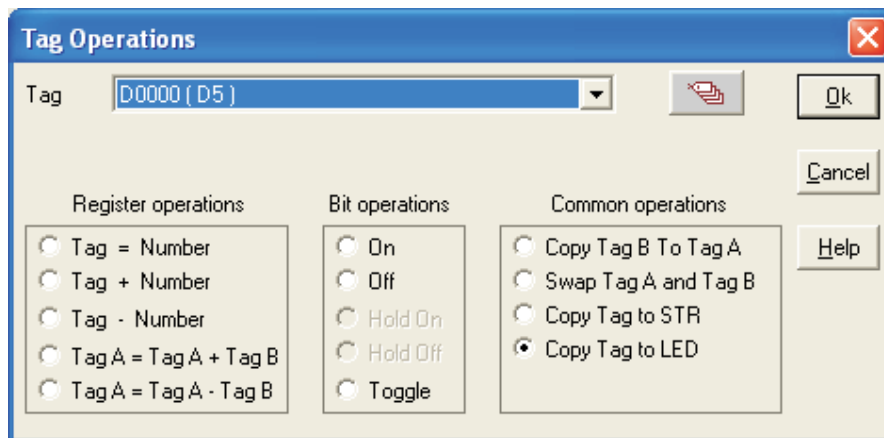 Tag Operations
Tag D0000 ( D5 ) Ok
Cancel
Register operations Bit operations Common operations
Tag = Number On Copy Tag B To Tag A Help
Tag + Number Off Swap Tag A and Tag B
Tag - Number Hold On Copy Tag to STR
Tag A = Tag A + Tag B Hold Off Copy Tag to LED
Tag A = Tag A - Tag B Toggle